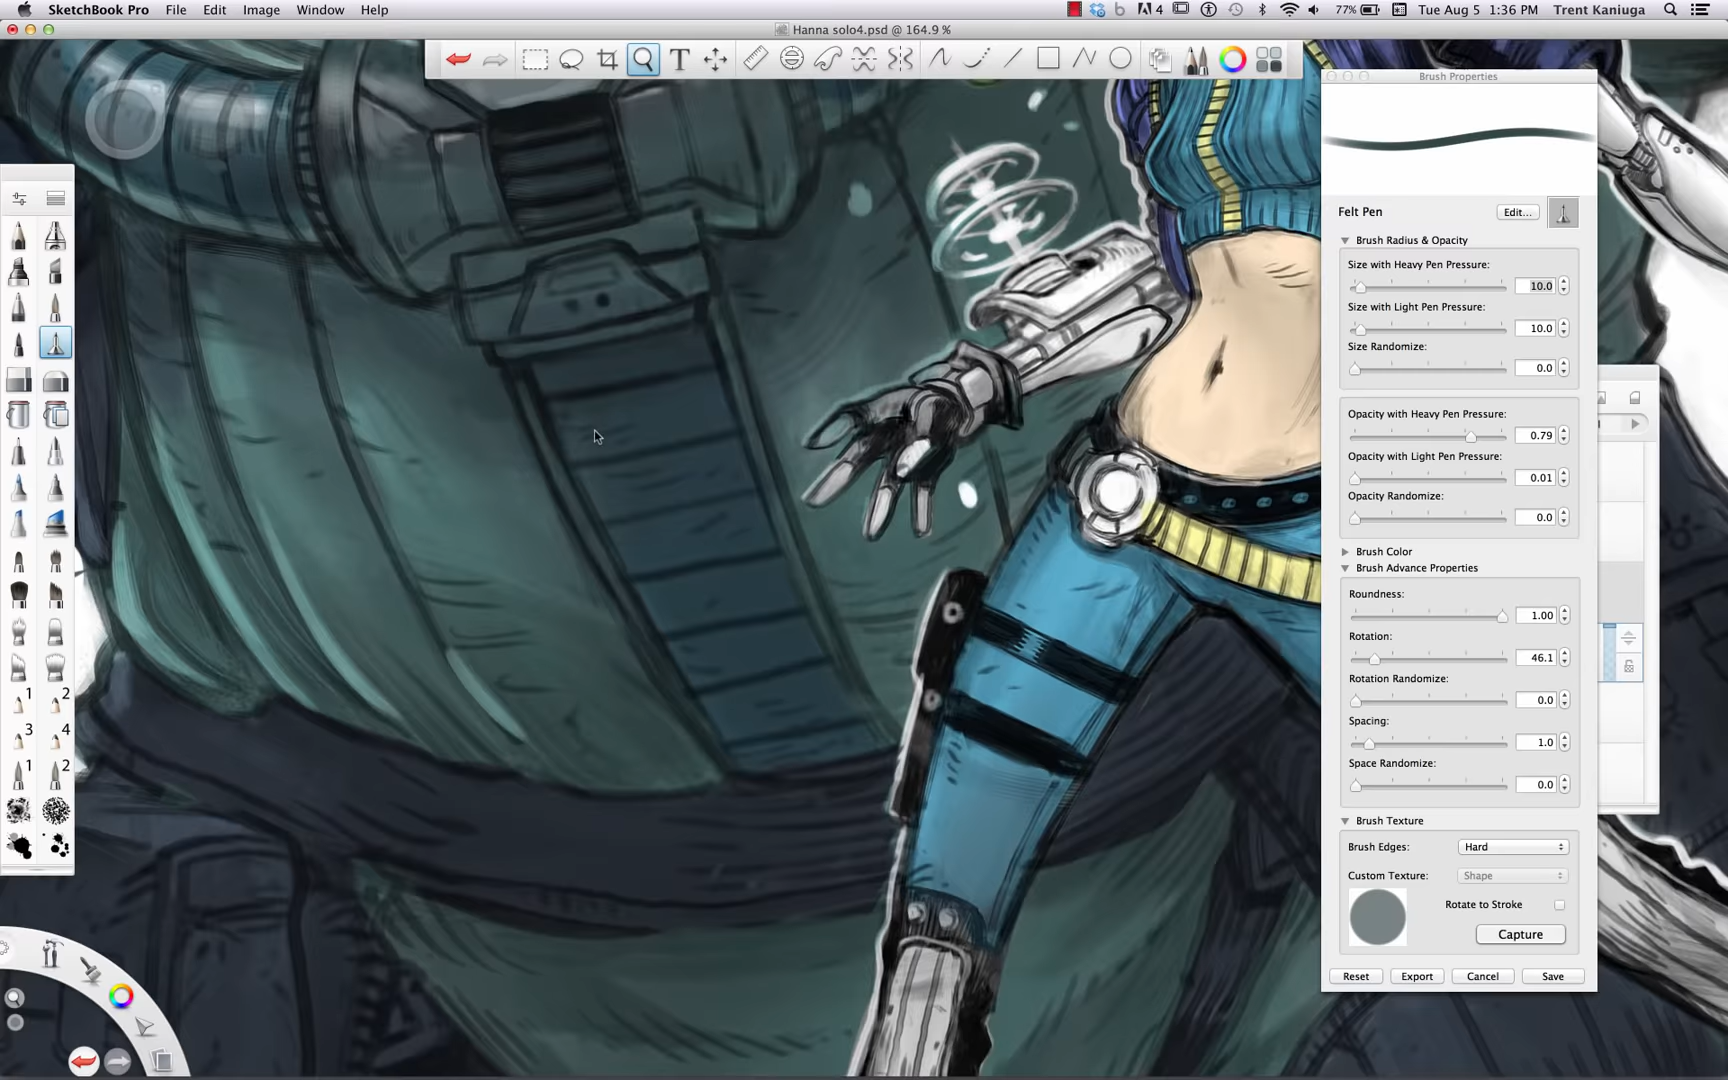 SketchBook Pro File Edit Image Window Help 4 77% Tue Aug 5 1:36 PM Trent Kaniuga
Hanna solo4.psd @ 164.9 %
T
Brush Properties
Felt Pen Edit...
Brush Radius & Opacity
Size with Heavy Pen Pressure:
10.0
Size with Light Pen Pressure:
10.0
Size Randomize:
0.0
Opacity with Heavy Pen Pressure:
0.79
Opacity with Light Pen Pressure:
0.01
Opacity Randomize:
0.0
Brush Color
Brush Advance Properties
Roundness:
1.00
Rotation:
46.1
Rotation Randomize:
0.0
Spacing:
1.0
Space Randomize:
0.0
Brush Texture
Brush Edges: Hard
Custom Texture: Shape
Rotate to Stroke
Capture
Reset Export Cancel Save
1 2
3 4
1 2